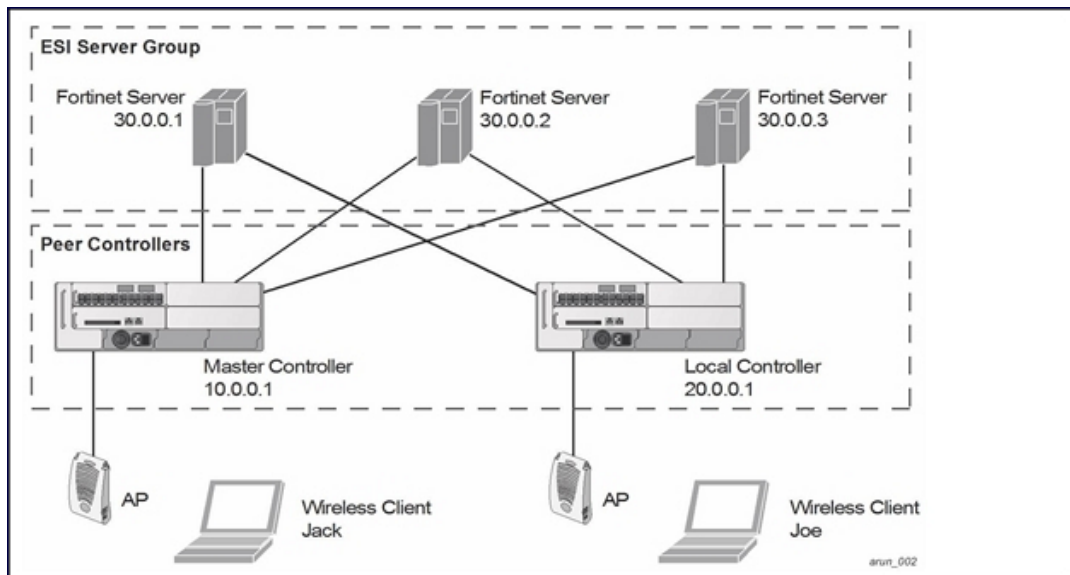 ESI Server Group
Fortinet Server
30.0.0.1
Fortinet Server
30.0.0.2
Fortinet Server
30.0.0.3
Peer Controllers
Master Controller
10.0.0.1
Local Controller
20.0.0.1
AP
Wireless Client
Jack
AP
Wireless Client
Joe
arun_002